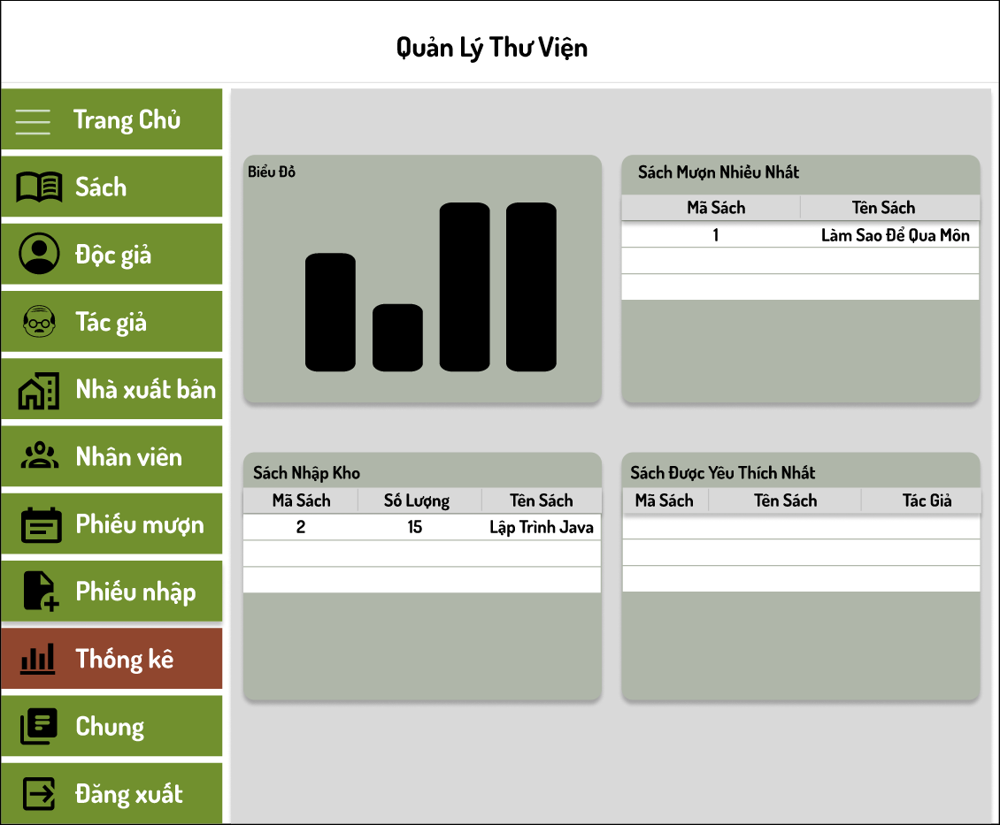 Quản Lý Thư Viện
Trang Chủ
Sách
Độc giả
Tác giả
Nhà xuất bản
Nhân viên
Phiếu mượn
Phiếu nhập
Thống kê
Chung
Đăng xuất
Biểu Đồ
Sách Mượn Nhiều Nhất
Mã Sách Tên Sách
1 Làm Sao Để Qua Môn
Sách Nhập Kho
Mã Sách Số Lượng Tên Sách
2 15 Lập Trình Java
Sách Được Yêu Thích Nhất
Mã Sách Tên Sách Tác Giả